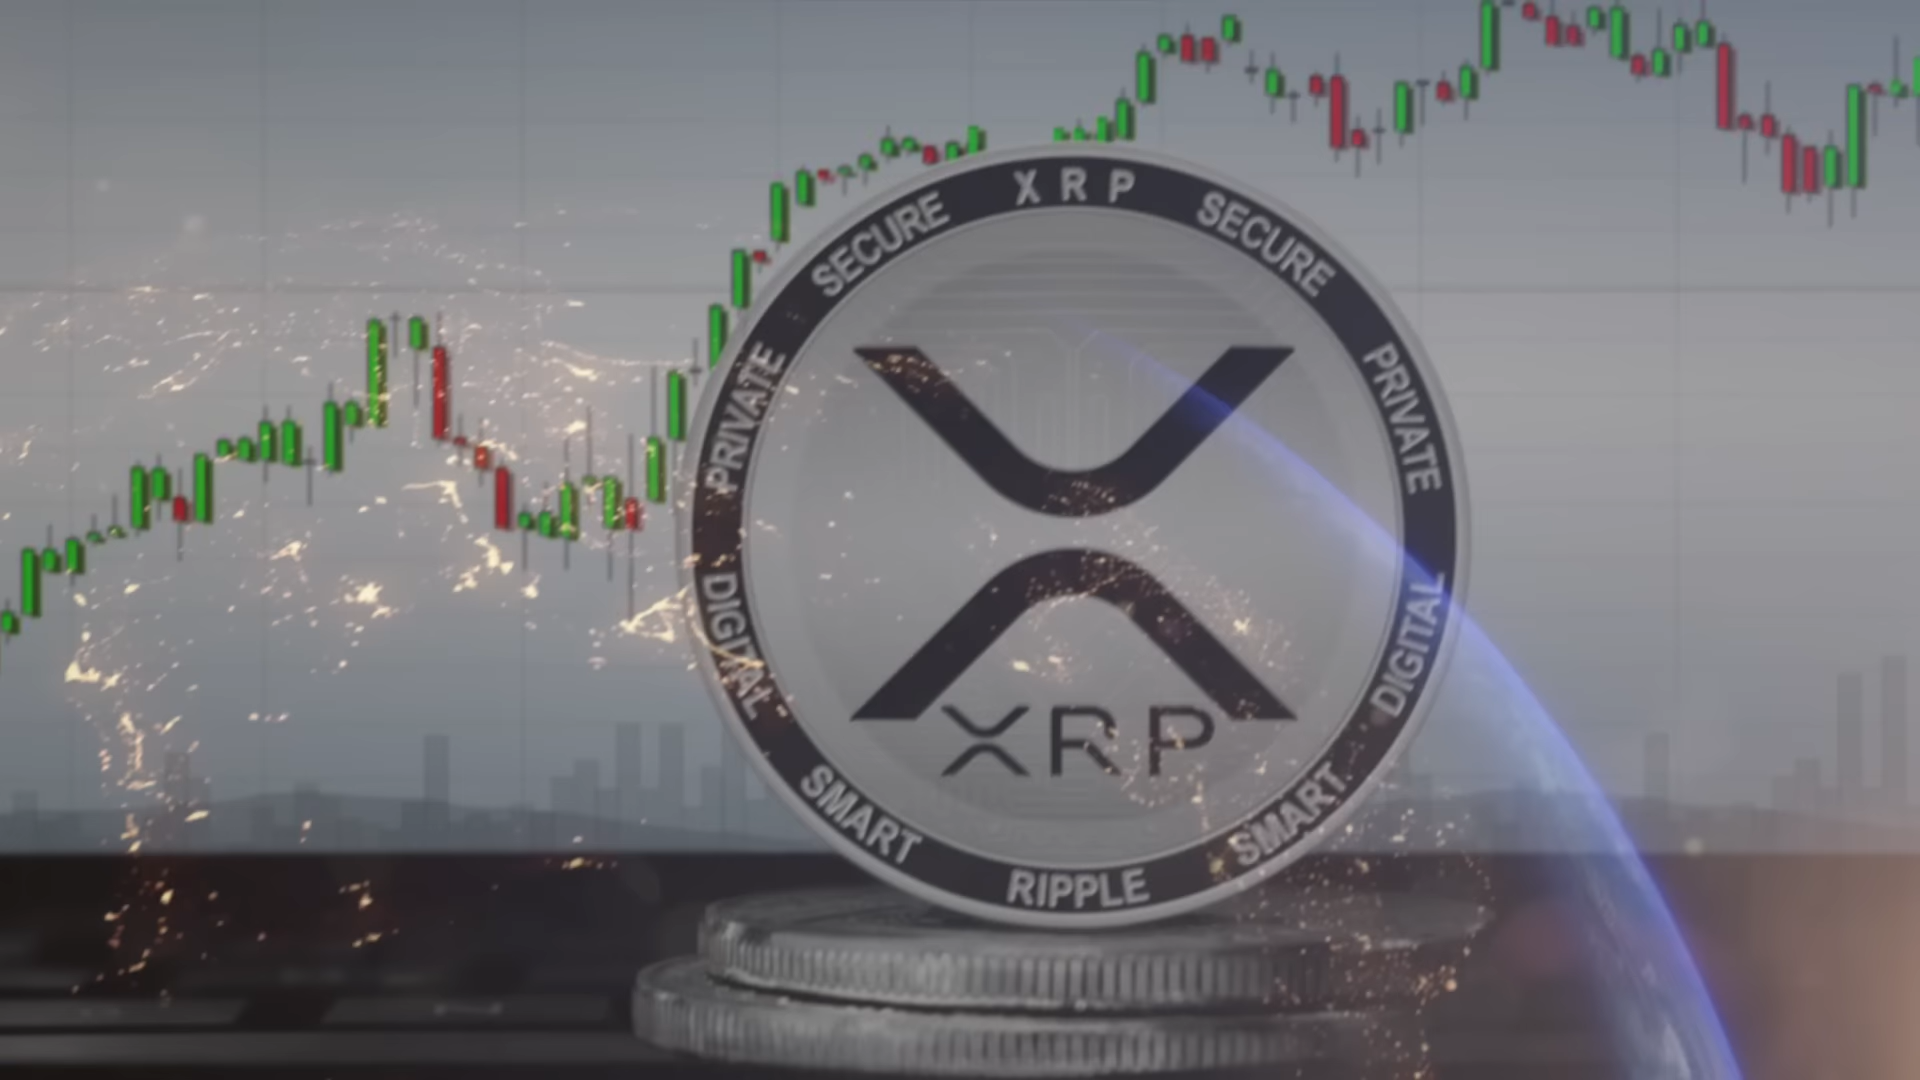 XRP
SECURE
SECURE
PRIVATE
PRIVATE
DIGITAL
DIGITAL
SMART
SMART
RIPPLE
XRP